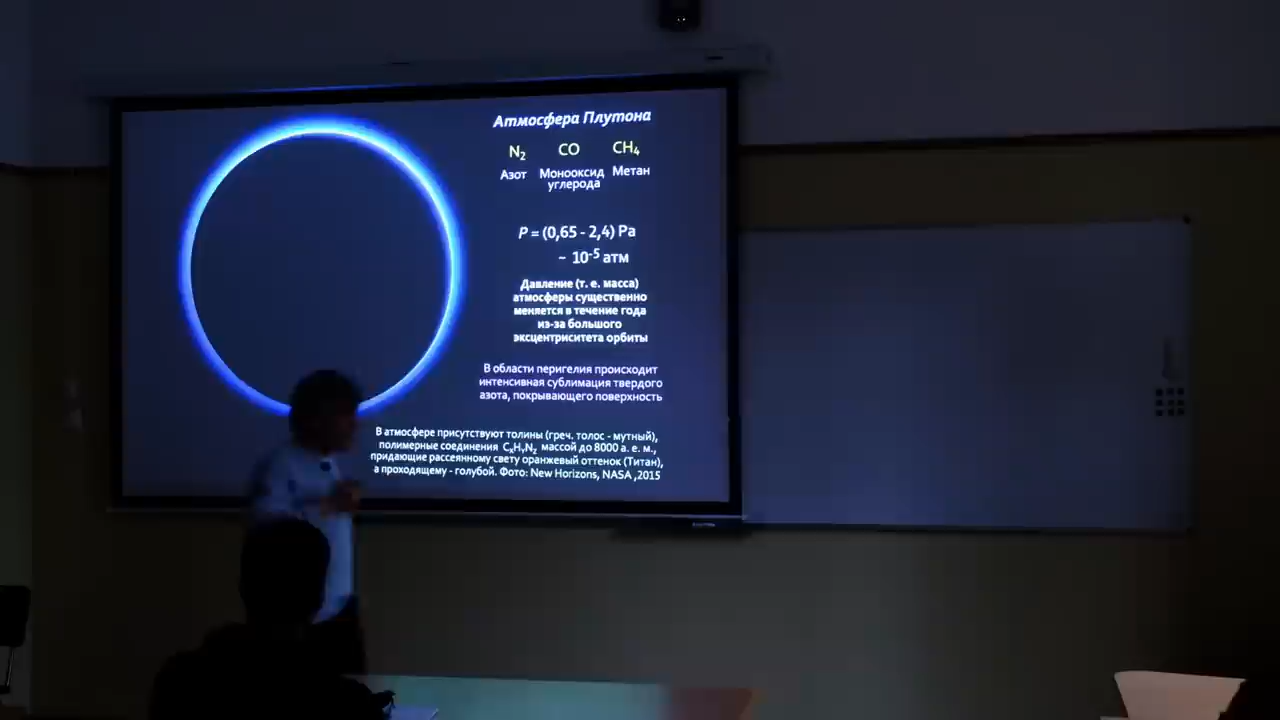 Атмосфера Плутона
N₂ CO CH₄
Азот Монооксид Метан
углерода
P = (0,65 - 2,4) Pa
~ 10⁻⁵ атм
Давление (т. е. масса)
атмосферы существенно
меняется в течение года
из-за большого
эксцентриситета орбиты
В области перигелия происходит
интенсивная сублимация твердого
азота, покрывающего поверхность
В атмосфере присутствуют толины (греч. толос - мутный),
полимерные соединения CₓHᵧN𝓏 массой до 8000 а. е. м.,
придающие рассеянному свету оранжевый оттенок (Титан),
а проходящему - голубой. Фото: New Horizons, NASA ,2015